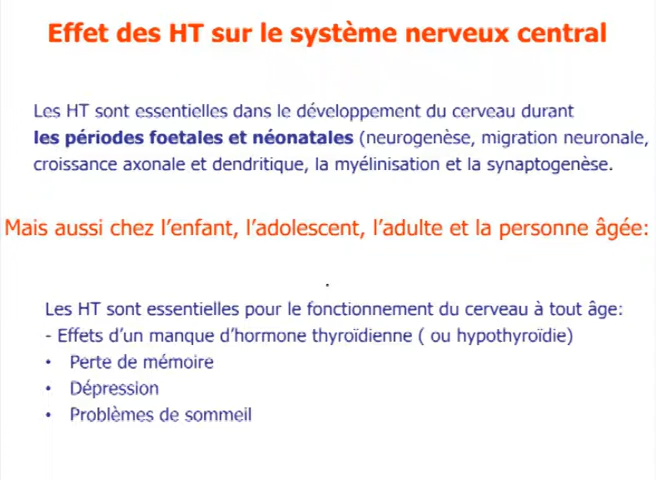 Effet des HT sur le système nerveux central
Les HT sont essentielles dans le développement du cerveau durant
les périodes foetales et néonatales (neurogenèse, migration neuronale,
croissance axonale et dendritique, la myélinisation et la synaptogenèse.
Mais aussi chez l’enfant, l’adolescent, l’adulte et la personne âgée:
.
Les HT sont essentielles pour le fonctionnement du cerveau à tout âge:
- Effets d’un manque d’hormone thyroïdienne ( ou hypothyroïdie)
• Perte de mémoire
• Dépression
• Problèmes de sommeil